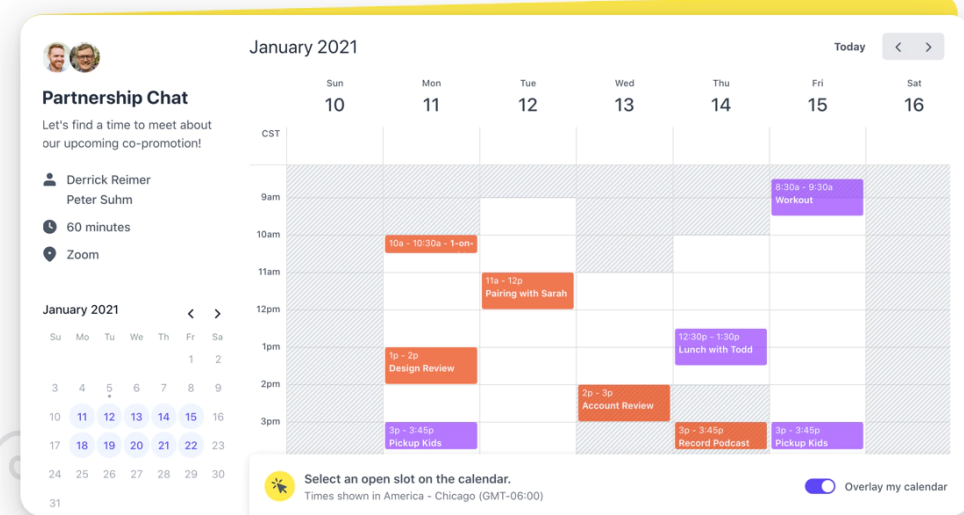 Partnership Chat
Let's find a time to meet about
our upcoming co-promotion!
Derrick Reimer
Peter Suhm
60 minutes
Zoom
January 2021
Su Mo Tu We Th Fr Sa
1 2
3 4 5 6 7 8 9
10 11 12 13 14 15 16
17 18 19 20 21 22 23
24 25 26 27 28 29 30
31
January 2021
Today
Sun Mon Tue Wed Thu Fri Sat
10 11 12 13 14 15 16
CST
8:30a - 9:30a
9am
Workout
10am
10a - 10:30a - 1-on-
11am
11a - 12p
Pairing with Sarah
12pm
12:30p - 1:30p
1pm
Lunch with Todd
1p - 2p
Design Review
2pm
2p - 3p
Account Review
3pm
3p - 3:45p 3p - 3:45p 3p - 3:45p
Pickup Kids Record Podcast Pickup Kids
Select an open slot on the calendar.
Times shown in America - Chicago (GMT-06:00)
Overlay my calendar